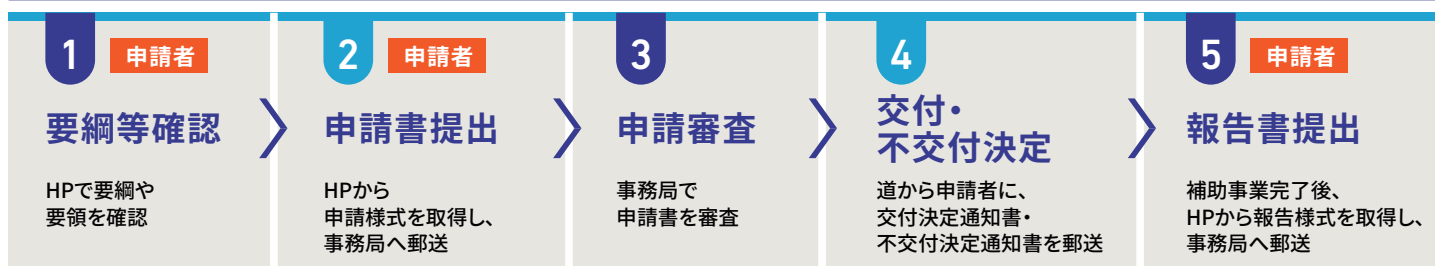 1 申請者
要綱等確認
HPで要綱や
要領を確認
2 申請者
申請書提出
HPから
申請様式を取得し、
事務局へ郵送
3
申請審査
事務局で
申請書を審査
4
交付・
不交付決定
道から申請者に、
交付決定通知書・
不交付決定通知書を郵送
5 申請者
報告書提出
補助事業完了後、
HPから報告様式を取得し、
事務局へ郵送